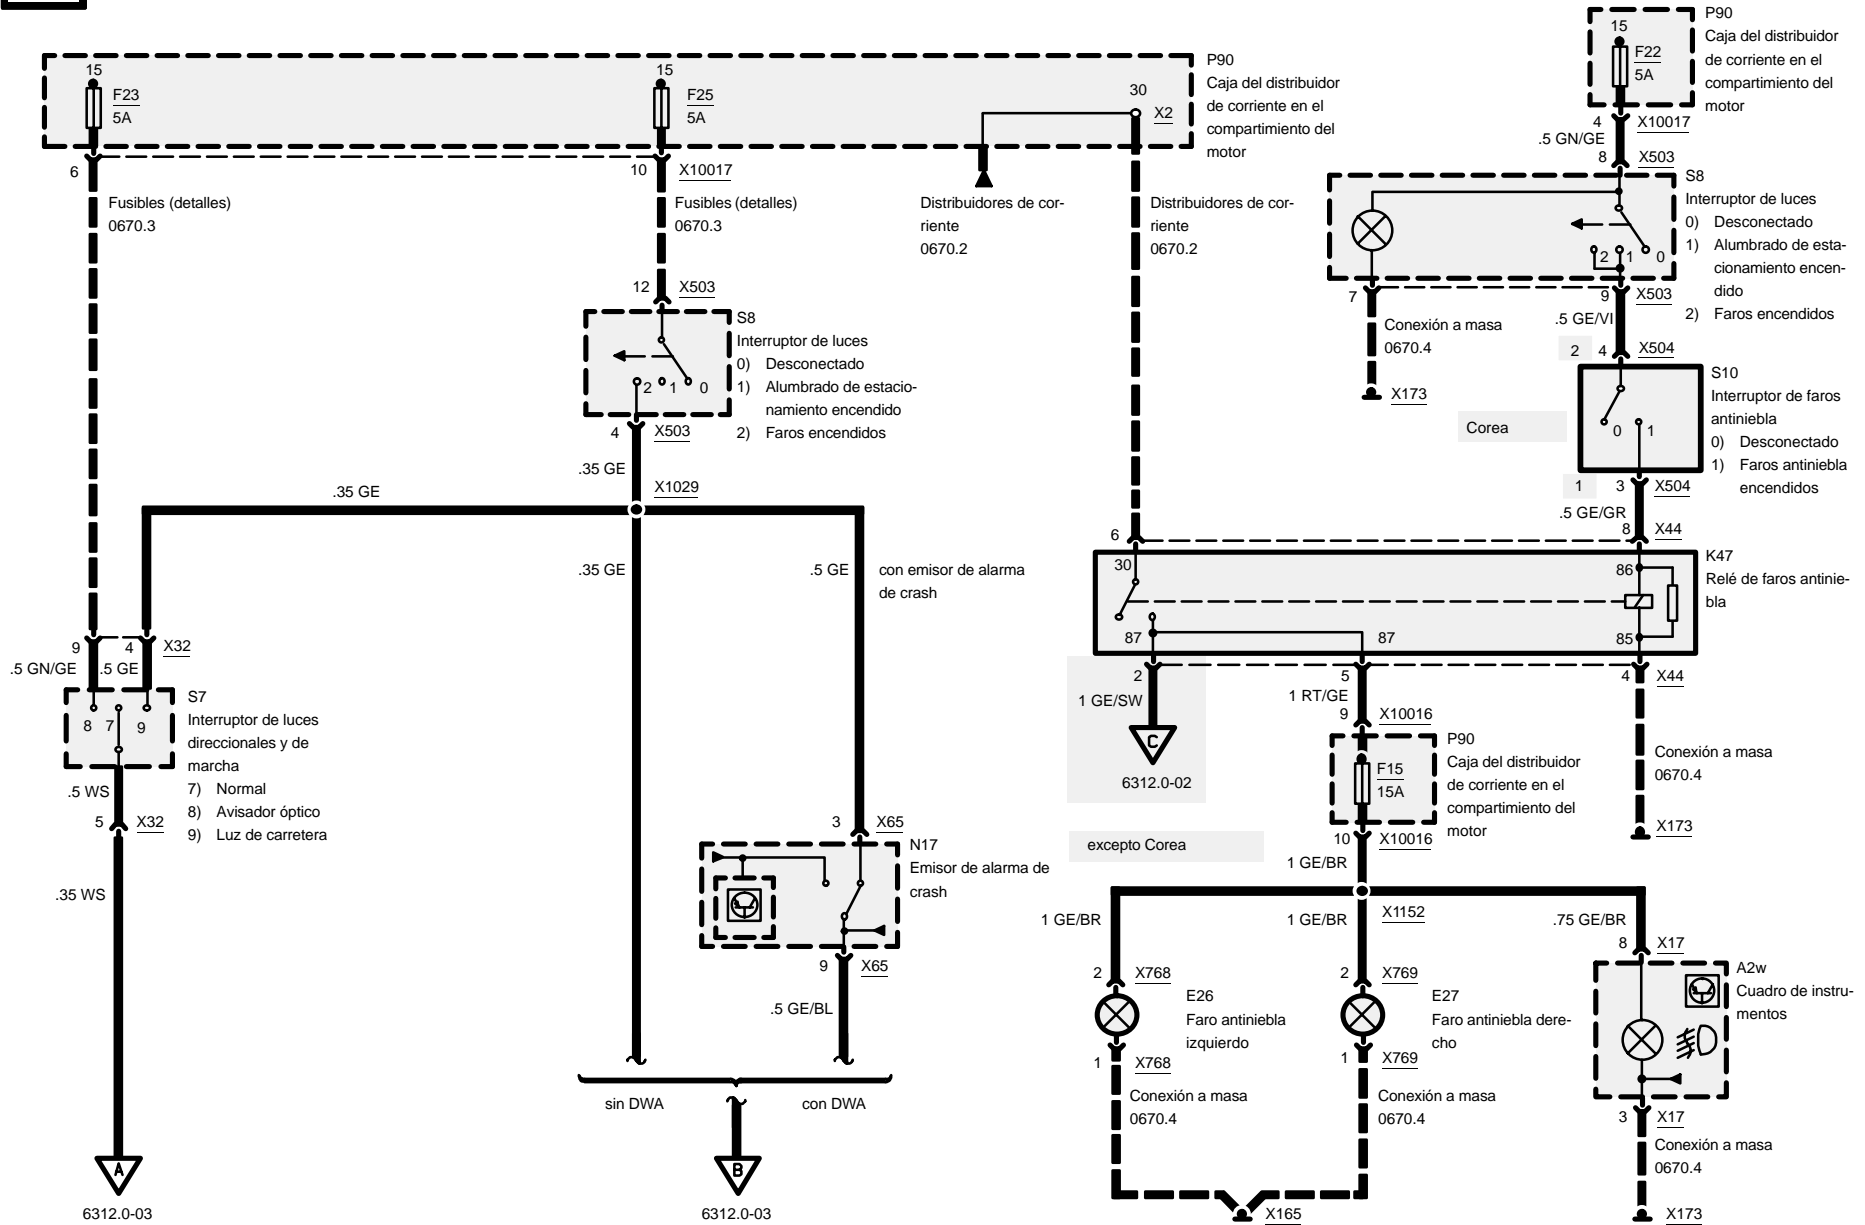 15
F23
5A
15
F25
5A
30
X2
P90
Caja del distribuidor
de corriente en el
compartimiento del
motor
6
10
X10017
Fusibles (detalles)
0670.3
Fusibles (detalles)
0670.3
Distribuidores de cor-
riente
0670.2
Distribuidores de cor-
riente
0670.2
12
X503
S8
Interruptor de luces
0) Desconectado
1) Alumbrado de estacio-
namiento encendido
2) Faros encendidos
2 1 0
4
X503
.35 GE
X1029
.35 GE
.35 GE
.5 GE
con emisor de alarma
de crash
9
4
X32
.5 GN/GE
.5 GE
8 7 9
S7
Interruptor de luces
direccionales y de
marcha
7) Normal
8) Avisador óptico
9) Luz de carretera
.5 WS
5
X32
.35 WS
A
6312.0-03
3
X65
N17
Emisor de alarma de
crash
9
X65
.5 GE/BL
sin DWA
con DWA
B
6312.0-03
15
F22
5A
P90
Caja del distribuidor
de corriente en el
compartimiento del
motor
4
X10017
.5 GN/GE
8
X503
S8
Interruptor de luces
0) Desconectado
1) Alumbrado de esta-
cionamiento encen-
dido
2) Faros encendidos
2 1 0
7
9
X503
Conexión a masa
0670.4
X173
.5 GE/VI
2
4
X504
S10
Interruptor de faros
antiniebla
0) Desconectado
1) Faros antiniebla
encendidos
0 1
Corea
1
3
X504
.5 GE/GR
6
8
X44
K47
Relé de faros antinie-
bla
30
86
87
87
85
2
5
4
X44
1 GE/SW
C
6312.0-02
excepto Corea
1 RT/GE
9
X10016
P90
Caja del distribuidor
de corriente en el
compartimiento del
motor
F15
15A
10
X10016
1 GE/BR
Conexión a masa
0670.4
X173
1 GE/BR
1 GE/BR
X1152
.75 GE/BR
2
X768
E26
Faro antiniebla
izquierdo
1
X768
Conexión a masa
0670.4
2
X769
E27
Faro antiniebla dere-
cho
1
X769
Conexión a masa
0670.4
X165
8
X17
A2w
Cuadro de instru-
mentos
3
X17
Conexión a masa
0670.4
X173